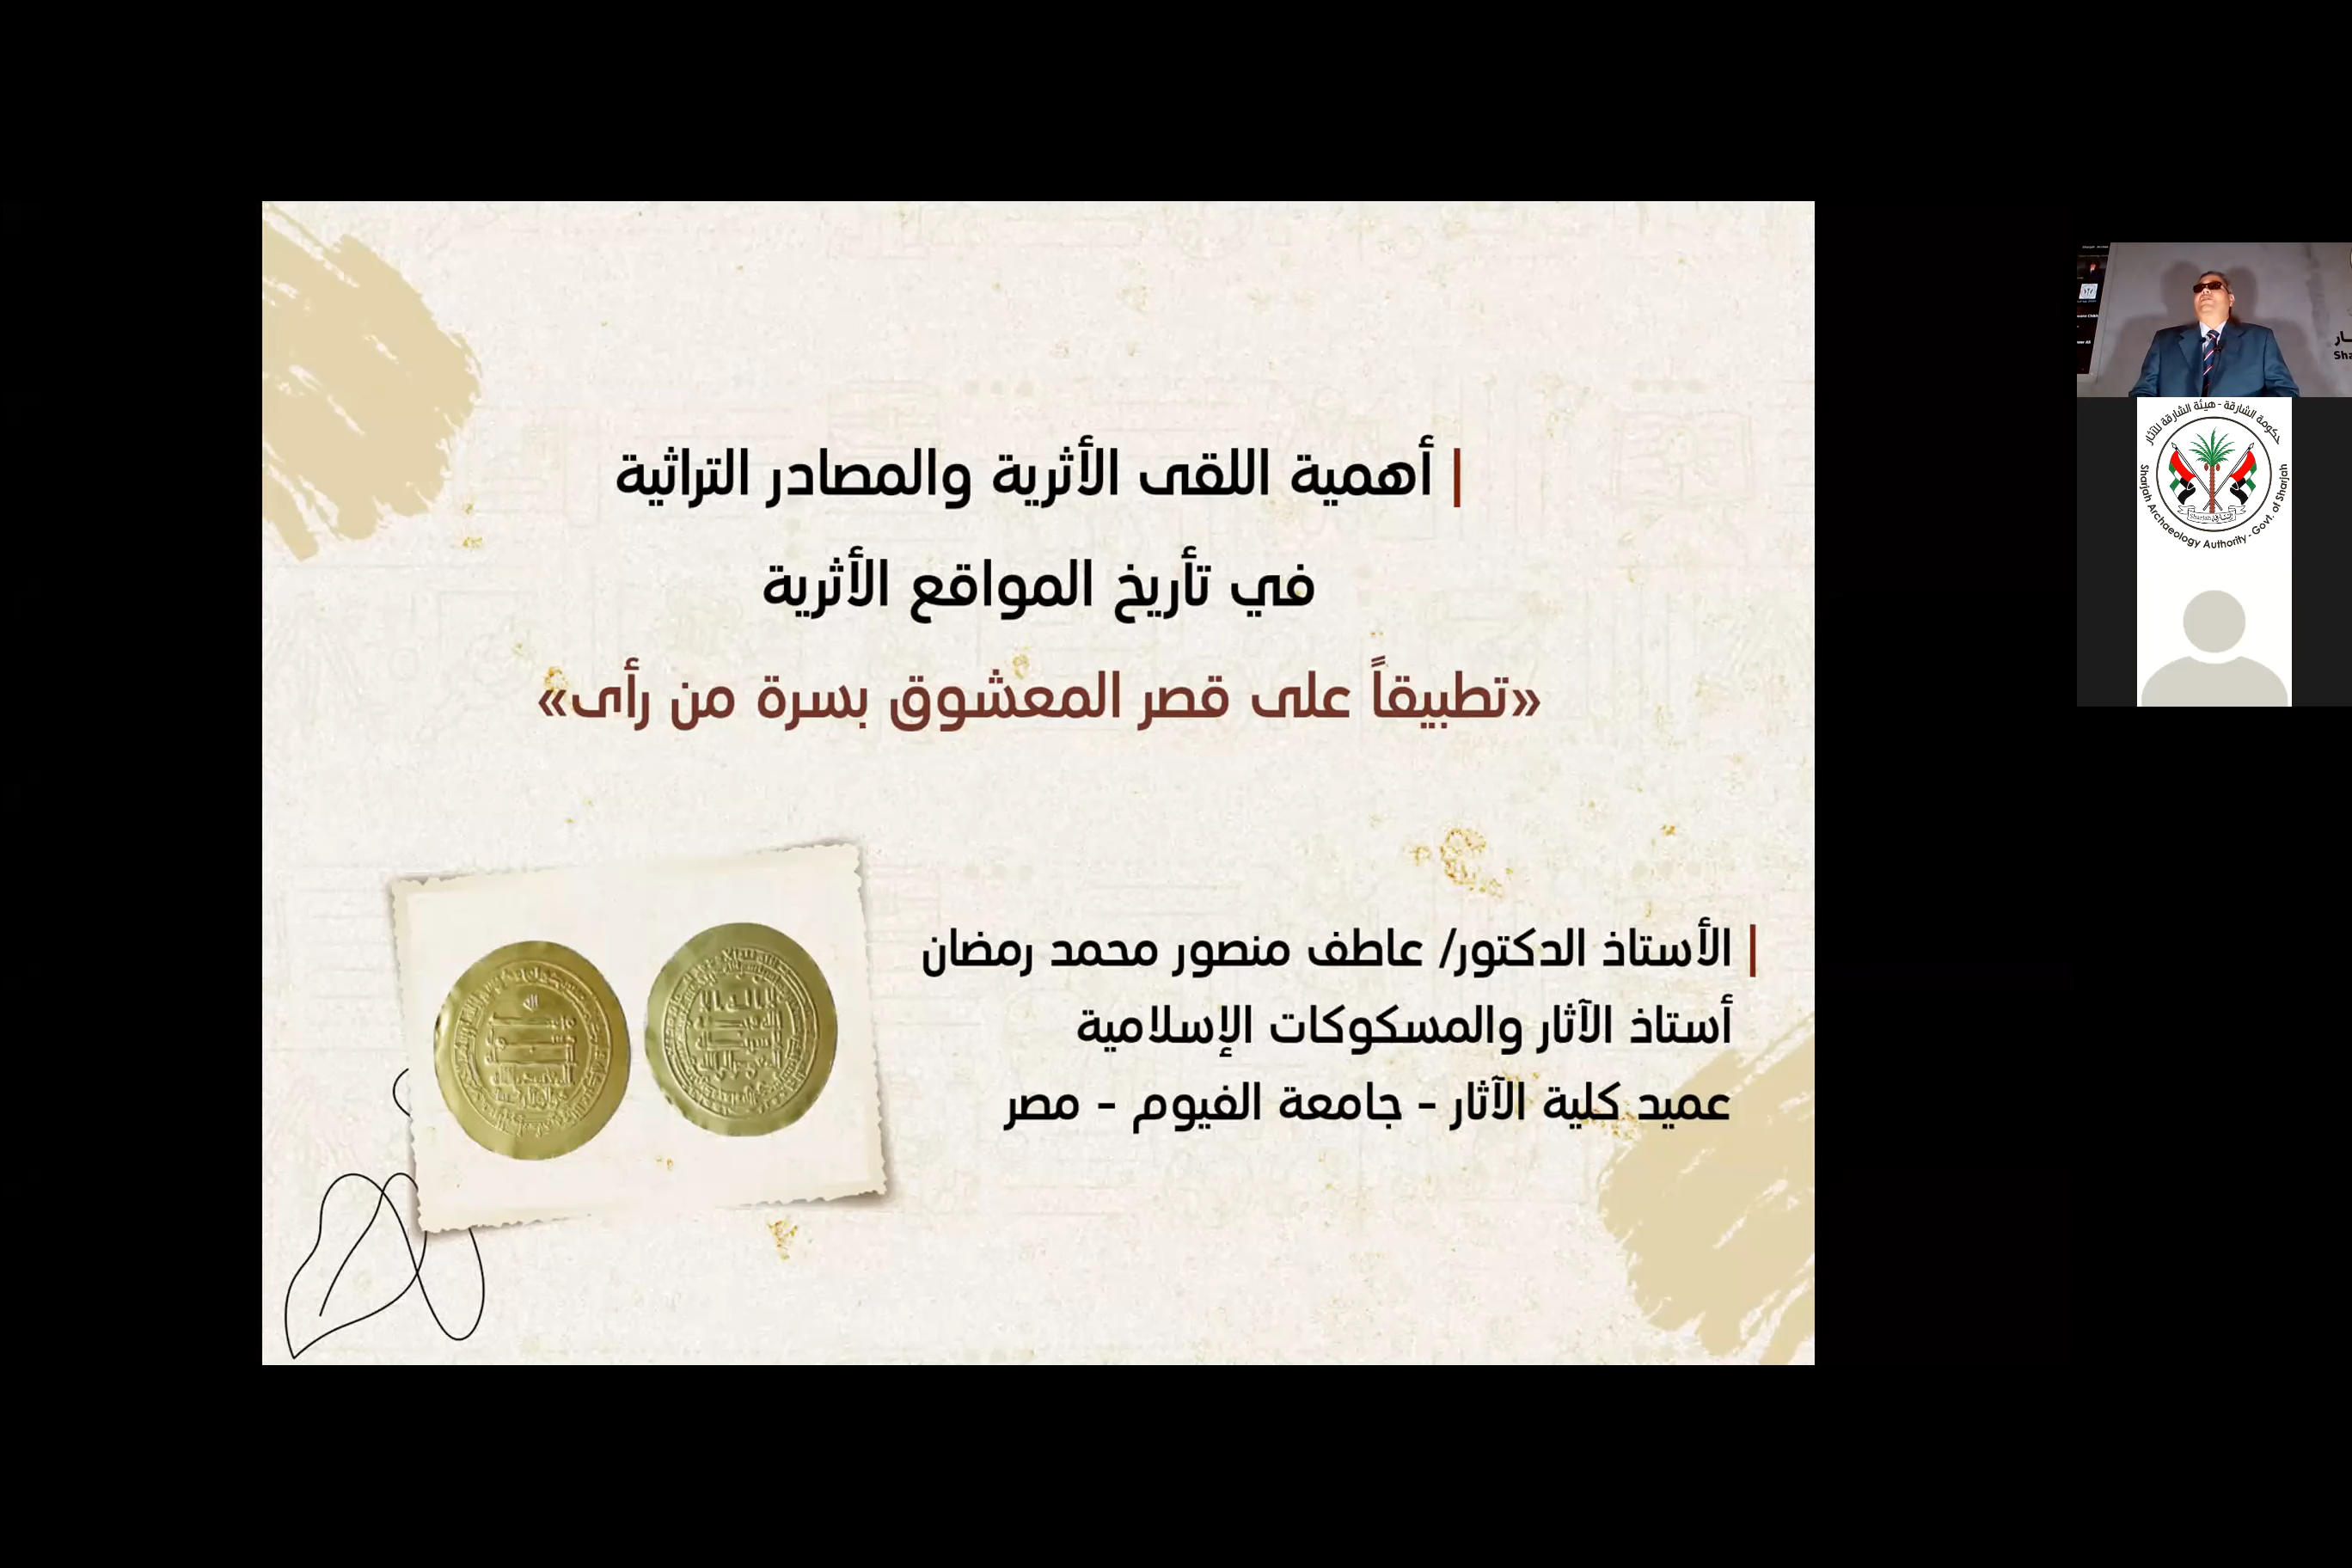 أهمية اللقى الأثرية والمصادر التراثية
في تأريخ المواقع الأثرية
«تطبيقاً على قصر المعشوق بسرة من رأى»
الأستاذ الدكتور/ عاطف منصور محمد رمضان
أستاذ الآثار والمسكوكات الإسلامية
عميد كلية الآثار - جامعة الفيوم - مصر
حكومة الشارقة - هيئة الشارقة للآثار
Sharjah Archaeology Authority - Govt. of Sharjah